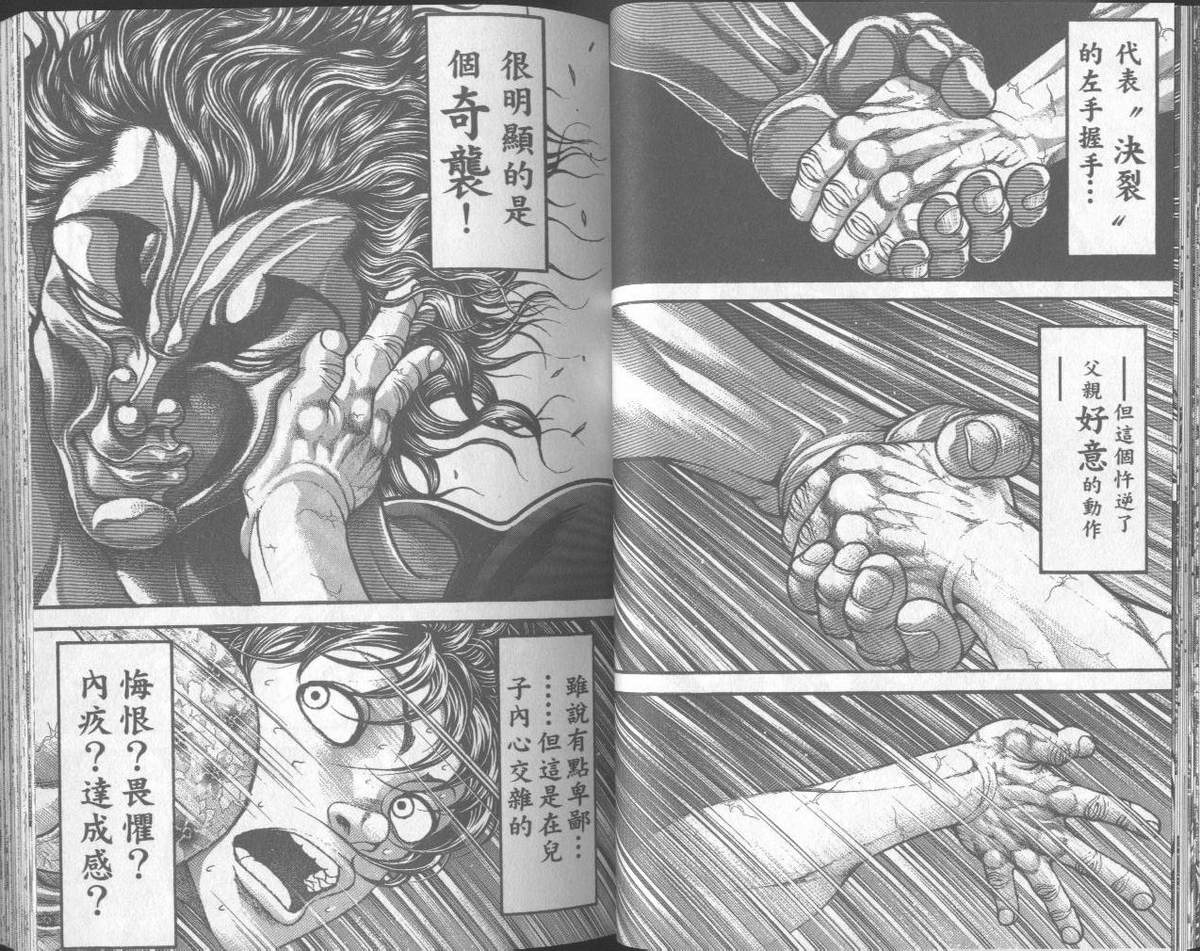 代表〝決裂〞
的左手握手…
——但這個忤逆了
父親好意的動作——
很明顯的是
個奇襲！
雖說有點卑鄙…
……但這是在兒
子內心交雜的
悔恨？畏懼？
內疚？達成感？